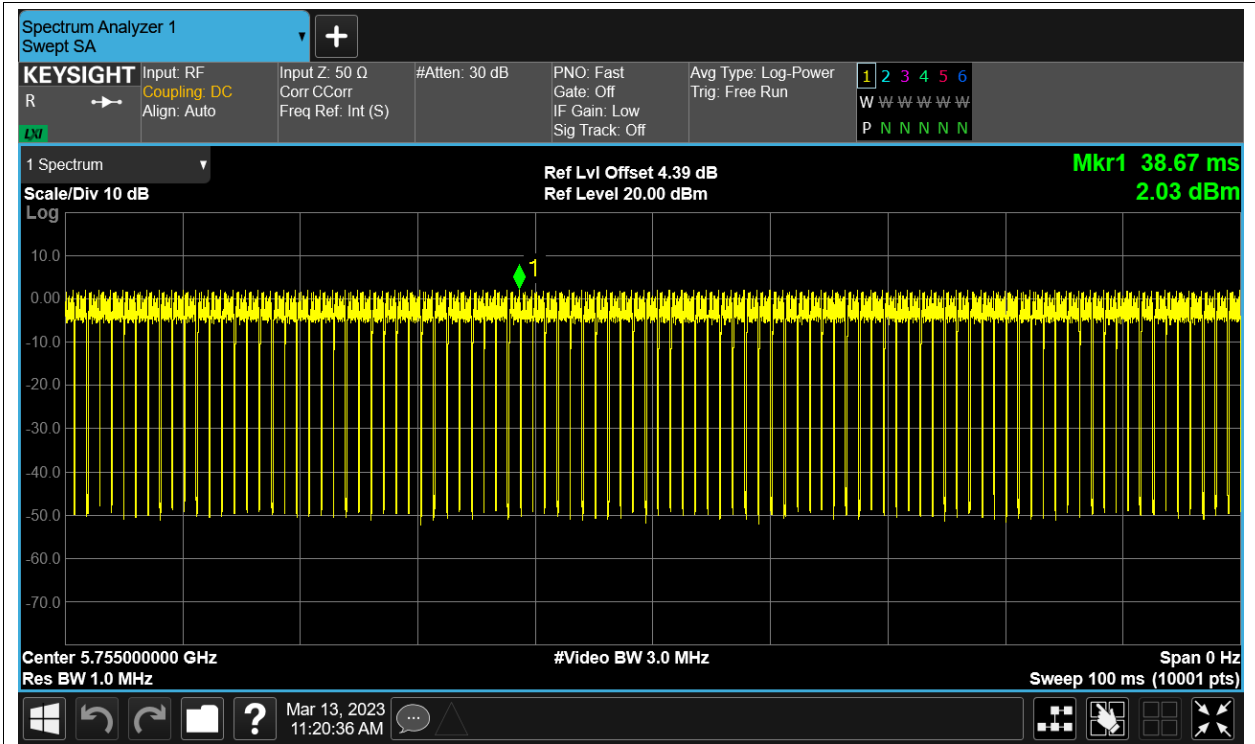 Spectrum Analyzer 1
Swept SA
KEYSIGHT Input: RF Input Z: 50 Ω #Atten: 30 dB PNO: Fast Avg Type: Log-Power 1 2 3 4 5 6
R Coupling: DC Corr CCorr Gate: Off Trig: Free Run W W W W W W
Align: Auto Freq Ref: Int (S) IF Gain: Low
LXI Sig Track: Off P N N N N N
1 Spectrum Ref Lvl Offset 4.39 dB Mkr1 38.67 ms
Scale/Div 10 dB Ref Level 20.00 dBm 2.03 dBm
Log
10.0
1
0.00
-10.0
-20.0
-30.0
-40.0
-50.0
-60.0
-70.0
Center 5.755000000 GHz #Video BW 3.0 MHz Span 0 Hz
Res BW 1.0 MHz Sweep 100 ms (10001 pts)
? Mar 13, 2023
11:20:36 AM